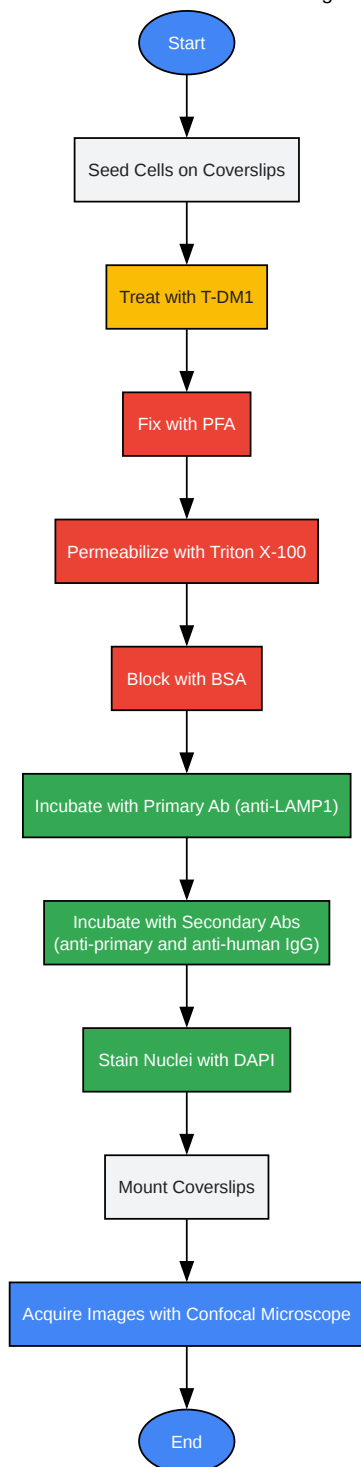 Start
Seed Cells on Coverslips
Treat with T-DM1
Fix with PFA
Permeabilize with Triton X-100
Block with BSA
Incubate with Primary Ab (anti-LAMP1)
Incubate with Secondary Abs
(anti-primary and anti-human IgG)
Stain Nuclei with DAPI
Mount Coverslips
Acquire Images with Confocal Microscope
End